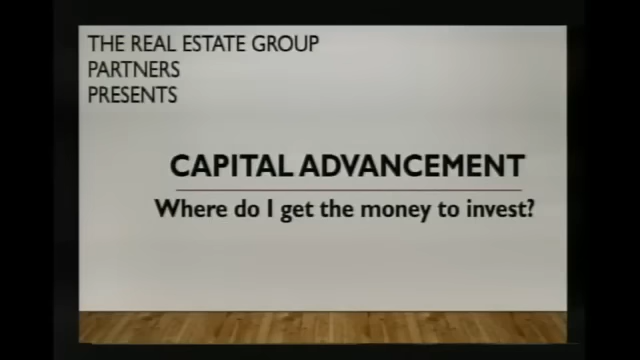 THE REAL ESTATE GROUP
PARTNERS
PRESENTS
CAPITAL ADVANCEMENT
Where do I get the money to invest?